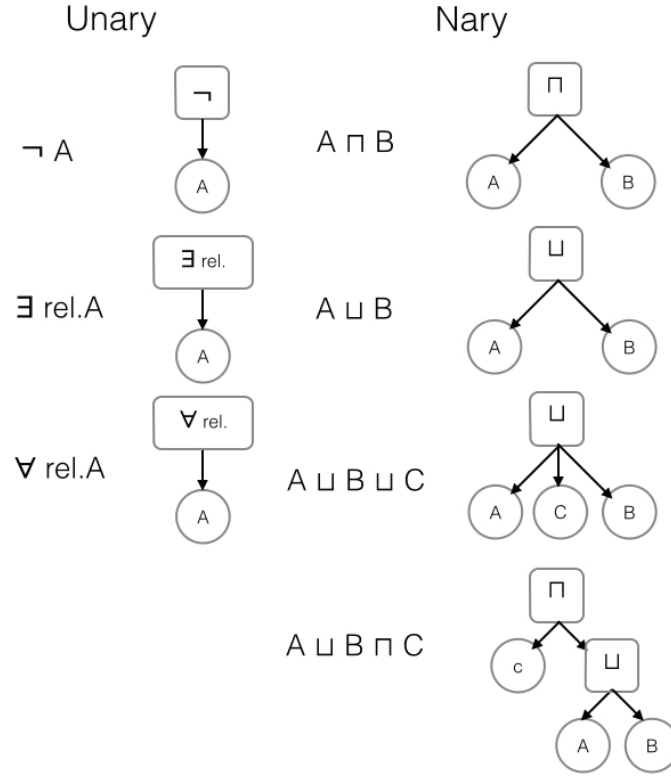 Unary
Nary
¬ A
¬
A
A ⊓ B
⊓
A
B
∃ rel.A
∃ rel.
A
A ⊔ B
⊔
A
B
∀ rel.A
∀ rel.
A
A ⊔ B ⊔ C
⊔
A
C
B
A ⊔ B ⊓ C
⊓
c
⊔
A
B